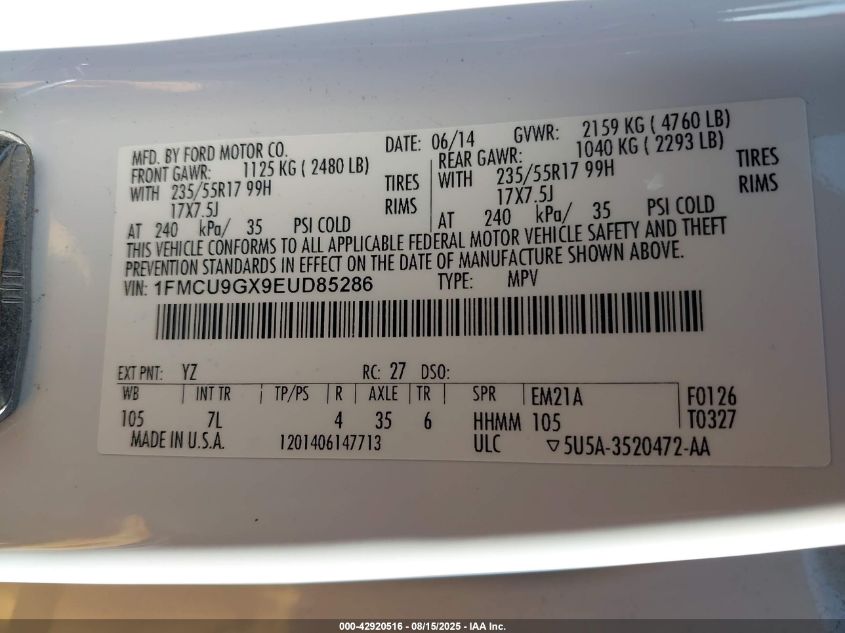 MFD. BY FORD MOTOR CO. DATE: 06/14 GVWR: 2159 KG ( 4760 LB)
FRONT GAWR: 1125 KG ( 2480 LB) REAR GAWR: 1040 KG ( 2293 LB)
WITH 235/55R17 99H TIRES WITH 235/55R17 99H TIRES
17X7.5J RIMS 17X7.5J RIMS
AT 240 kPa/ 35 PSI COLD AT 240 kPa/ 35 PSI COLD
THIS VEHICLE CONFORMS TO ALL APPLICABLE FEDERAL MOTOR VEHICLE SAFETY AND THEFT
PREVENTION STANDARDS IN EFFECT ON THE DATE OF MANUFACTURE SHOWN ABOVE.
VIN: 1FMCU9GX9EUD85286 TYPE: MPV
EXT PNT: YZ RC: 27 DSO:
WB INT TR TP/PS R AXLE TR SPR EM21A F0126
105 7L 4 35 6 HHMM 105 T0327
MADE IN U.S.A. 1201406147713 ULC 5U5A-3520472-AA
000-42920516 - 08/15/2025 - IAA Inc.